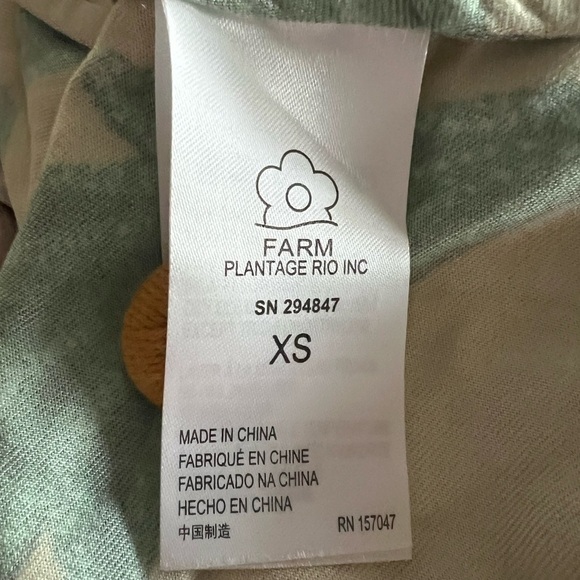 FARM
PLANTAGE RIO INC
SN 294847
XS
MADE IN CHINA
FABRIQUÉ EN CHINE
FABRICADO NA CHINA
HECHO EN CHINA
中国制造
RN 157047